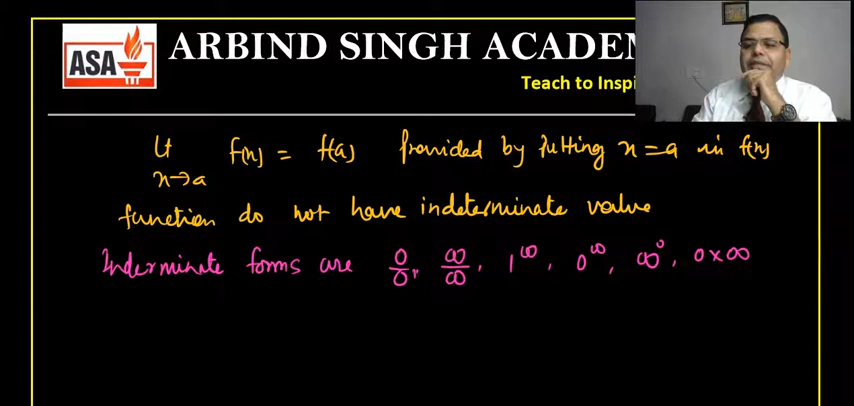 ASA
ARBIND SINGH ACADEM
Teach to Inspi
Lt f(x) = f(a) Provided by putting x = a in f(x)
x→a
function do not have indeterminate value
Inderminate forms are 0/0, ∞/∞, 1^∞, 0^∞, ∞^0, 0×∞